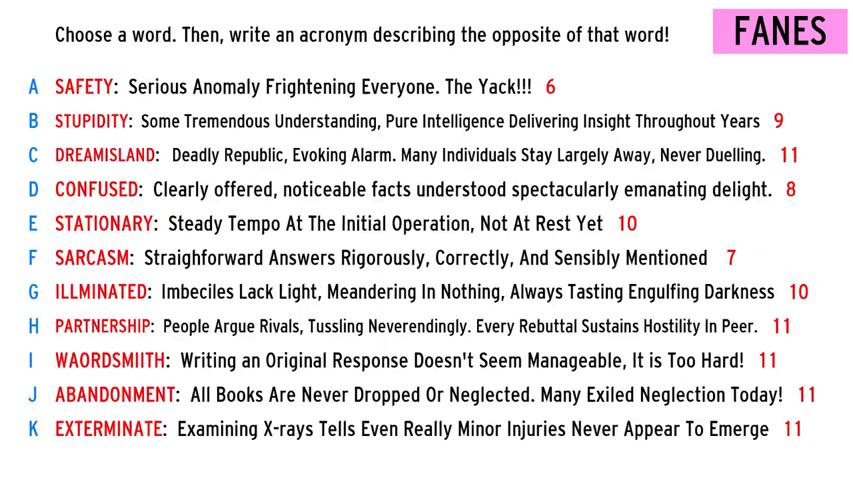 Choose a word. Then, write an acronym describing the opposite of that word!
FANES
A SAFETY: Serious Anomaly Frightening Everyone. The Yack!!! 6
B STUPIDITY: Some Tremendous Understanding, Pure Intelligence Delivering Insight Throughout Years 9
C DREAMISLAND: Deadly Republic, Evoking Alarm. Many Individuals Stay Largely Away, Never Duelling. 11
D CONFUSED: Clearly offered, noticeable facts understood spectacularly emanating delight. 8
E STATIONARY: Steady Tempo At The Initial Operation, Not At Rest Yet 10
F SARCASM: Straighforward Answers Rigorously, Correctly, And Sensibly Mentioned 7
G ILLMINATED: Imbeciles Lack Light, Meandering In Nothing, Always Tasting Engulfing Darkness 10
H PARTNERSHIP: People Argue Rivals, Tussling Neverendingly. Every Rebuttal Sustains Hostility In Peer. 11
I WAORDSMIITH: Writing an Original Response Doesn't Seem Manageable, It is Too Hard! 11
J ABANDONMENT: All Books Are Never Dropped Or Neglected. Many Exiled Neglection Today! 11
K EXTERMINATE: Examining X-rays Tells Even Really Minor Injuries Never Appear To Emerge 11